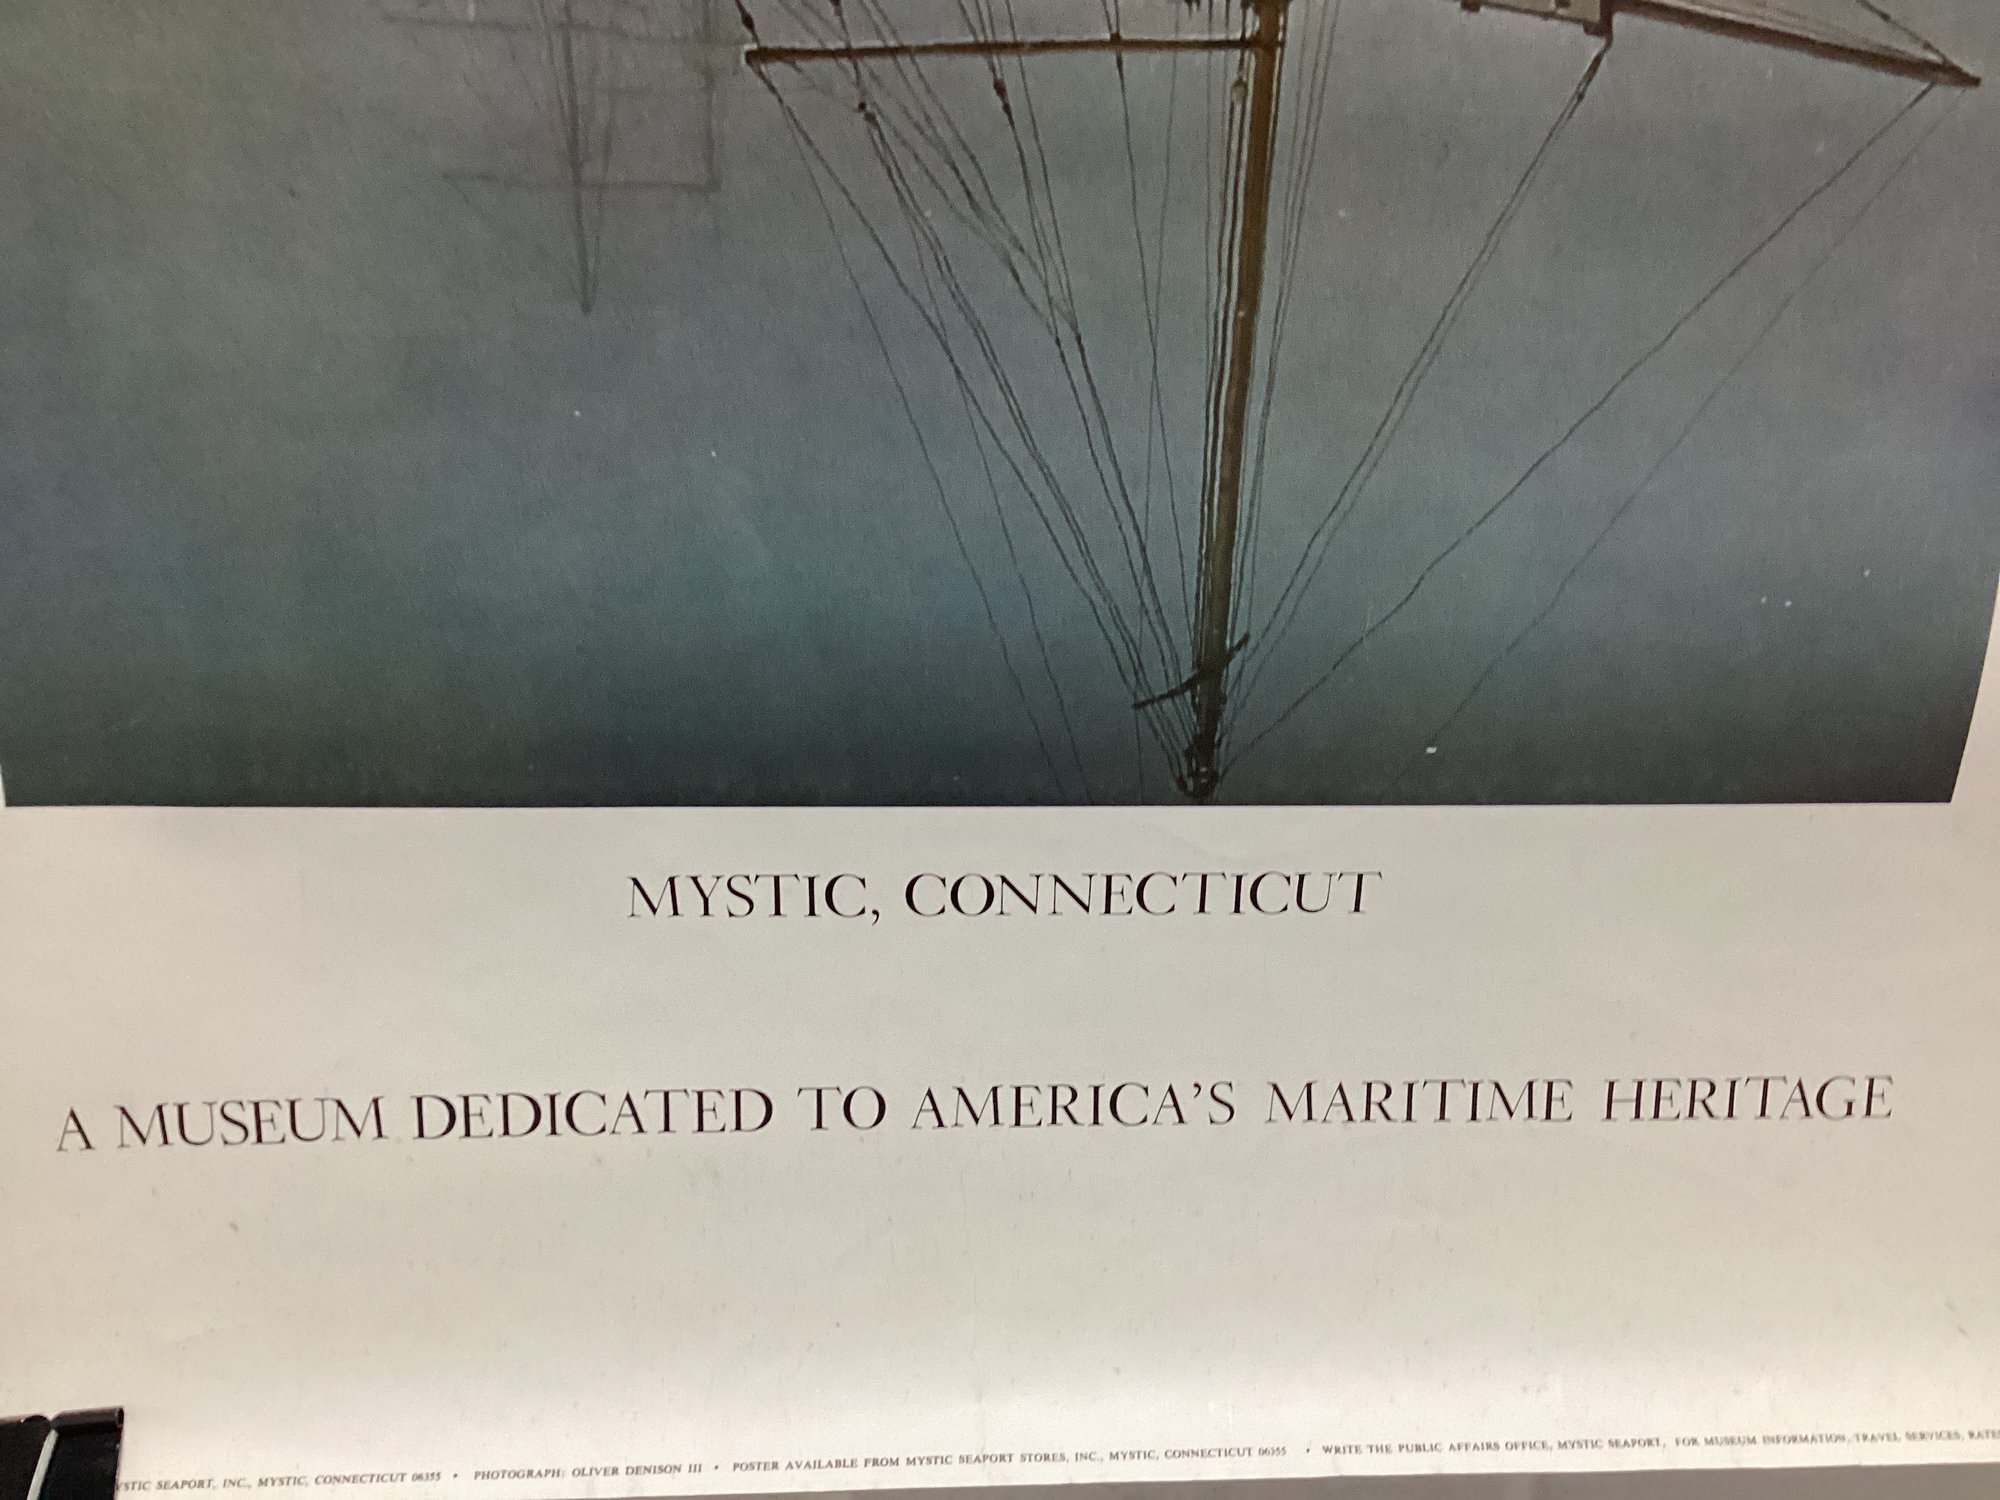 MYSTIC, CONNECTICUT
A MUSEUM DEDICATED TO AMERICA'S MARITIME HERITAGE
YSTIC SEAPORT, INC., MYSTIC, CONNECTICUT 06355 • PHOTOGRAPH: OLIVER DENISON III • POSTER AVAILABLE FROM MYSTIC SEAPORT STORES, INC., MYSTIC, CONNECTICUT 06355 • WRITE THE PUBLIC AFFAIRS OFFICE, MYSTIC SEAPORT, FOR MUSEUM INFORMATION, TRAVEL SERVICES, RATE